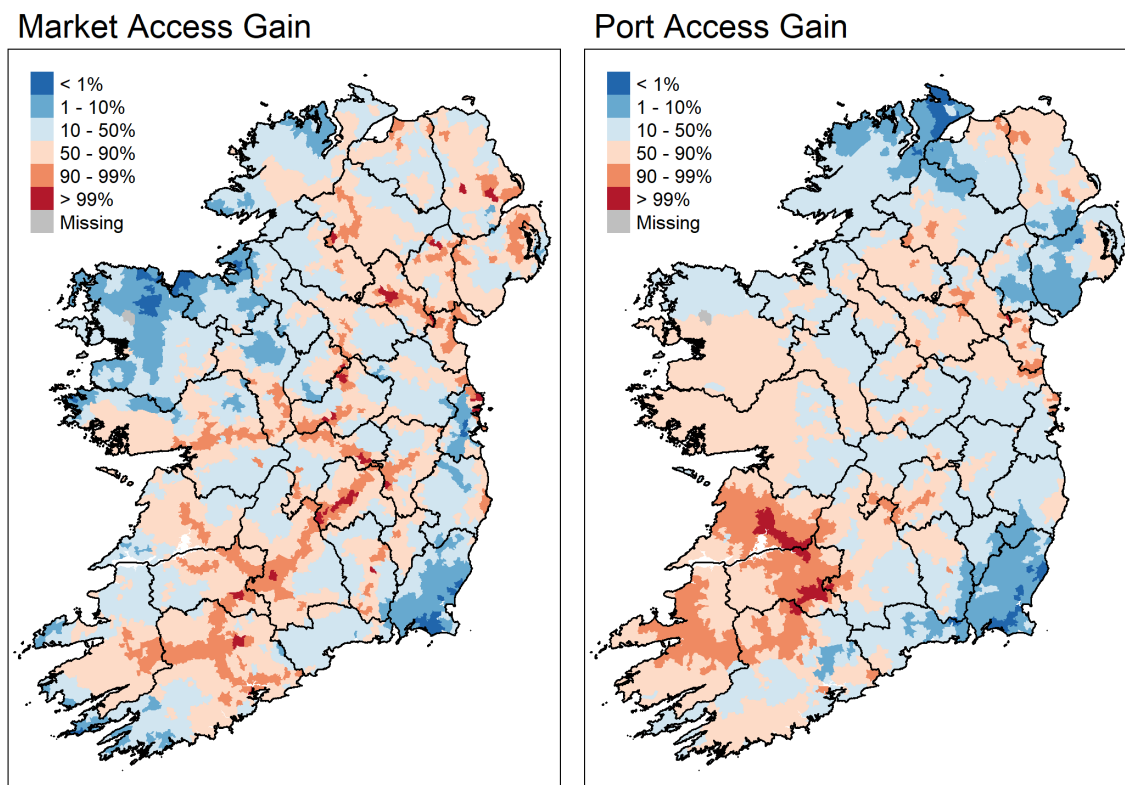 Market Access Gain
< 1%
1 - 10%
10 - 50%
50 - 90%
90 - 99%
> 99%
Missing
Port Access Gain
< 1%
1 - 10%
10 - 50%
50 - 90%
90 - 99%
> 99%
Missing